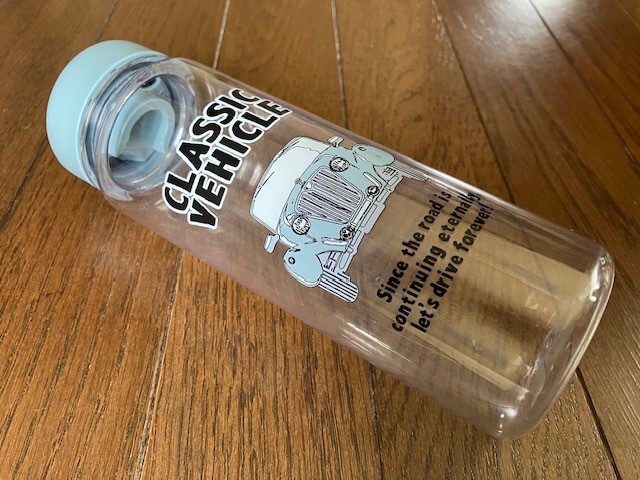 CLASSIC
VEHICLE
Since the road is
continuing eternally,
let's drive forever!